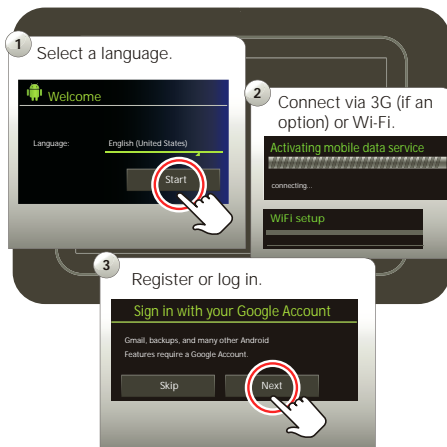 1
Select a language.
Welcome
Language: English (United States)
Start
2
Connect via 3G (if an
option) or Wi-Fi.
Activating mobile data service
connecting...
WiFi setup
3
Register or log in.
Sign in with your Google Account
Gmail, backups, and many other Android
Features require a Google Account.
Skip Next